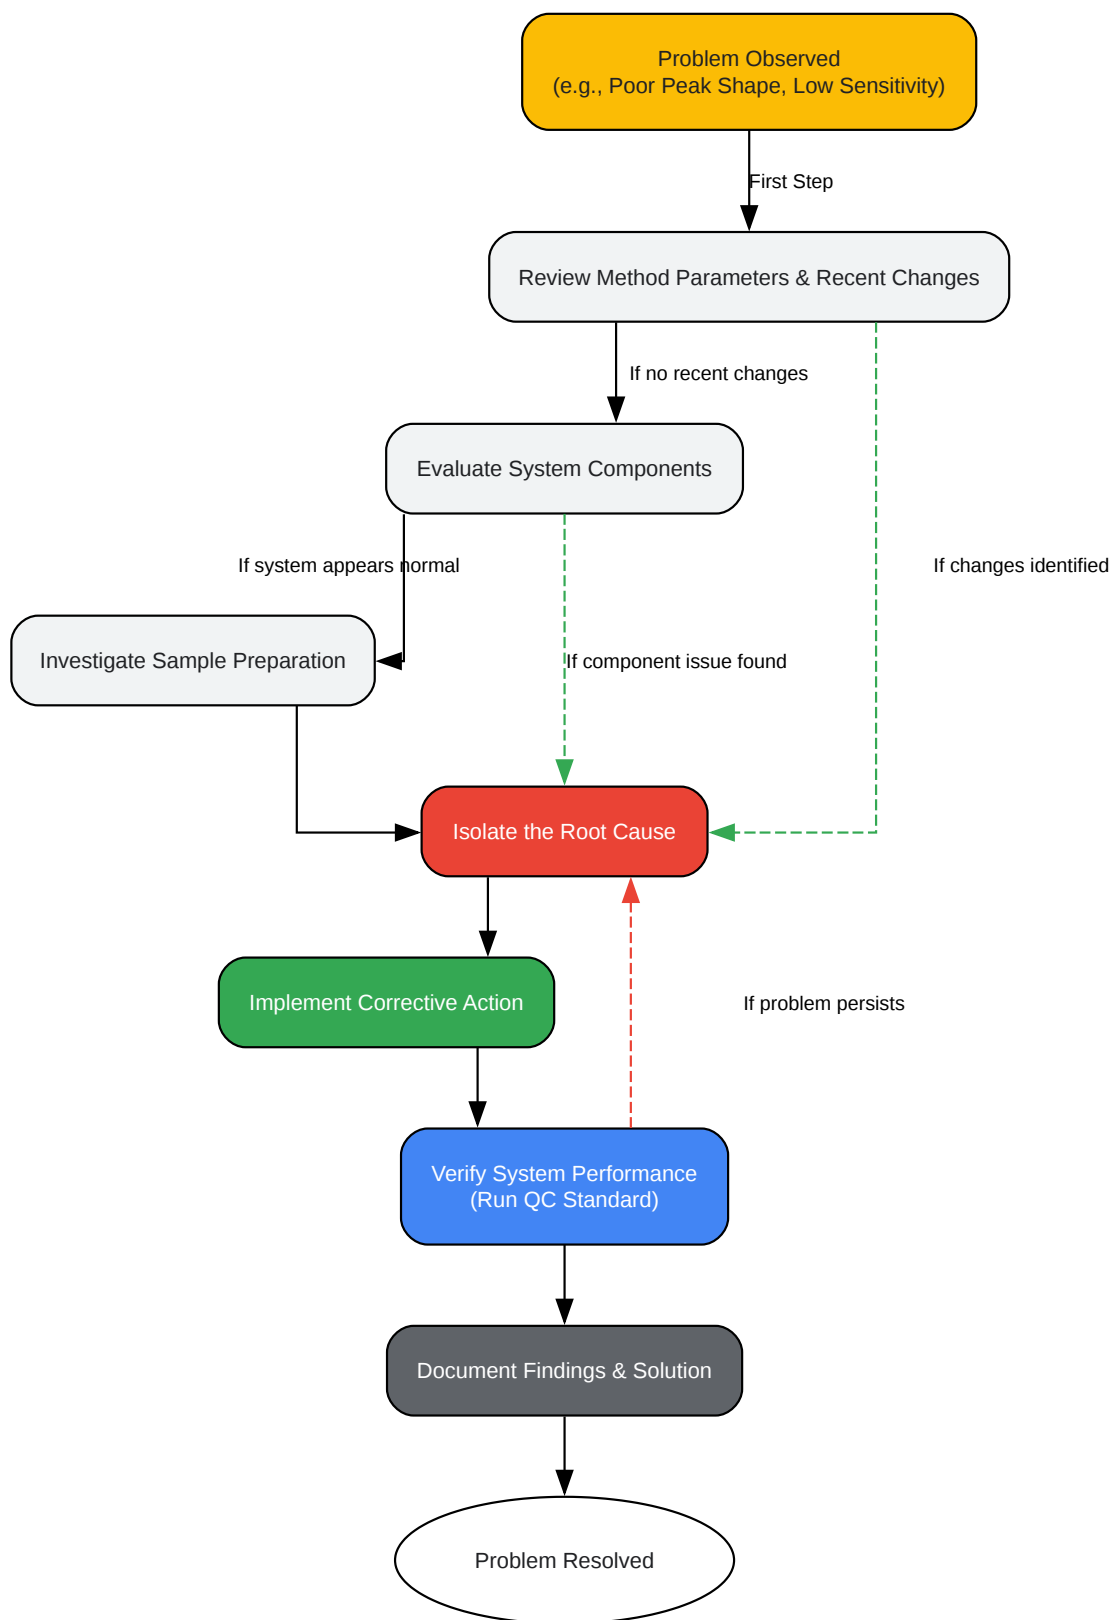 Problem Observed
(e.g., Poor Peak Shape, Low Sensitivity)
First Step
Review Method Parameters & Recent Changes
If no recent changes
Evaluate System Components
If system appears normal
If changes identified
Investigate Sample Preparation
If component issue found
Isolate the Root Cause
Implement Corrective Action
If problem persists
Verify System Performance
(Run QC Standard)
Document Findings & Solution
Problem Resolved